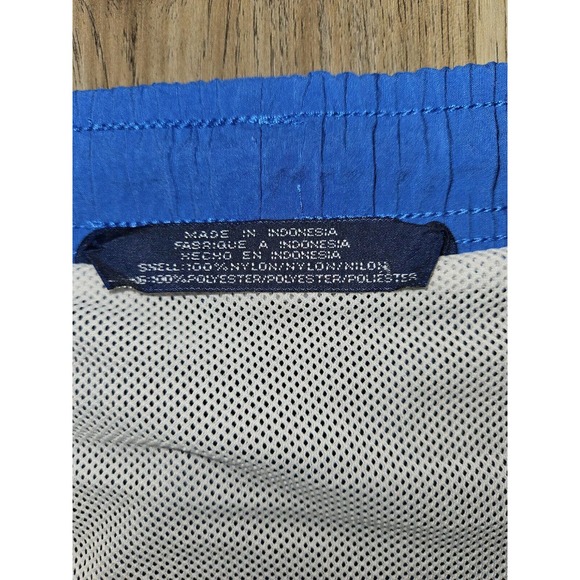 MADE IN INDONESIA
FABRIQUE A INDONESIA
HECHO EN INDONESIA
SHELL:100%NYLON/NYLON/NILON
100%POLYESTER/POLYESTER/POLIESTER